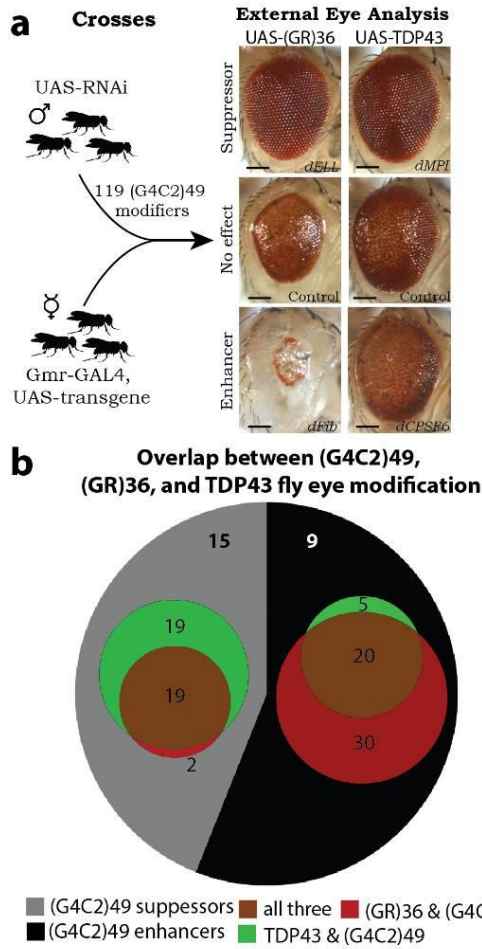 a
Crosses
External Eye Analysis
UAS-(GR)36
UAS-TDP43
UAS-RNAi
119 (G4C2)49
modifiers
Gmr-GAL4,
UAS-transgene
Suppressor
dELL
dMPI
No effect
Control
Control
Enhancer
dFib
dCPSF6
b
Overlap between (G4C2)49,
(GR)36, and TDP43 fly eye modification
15
9
19
5
19
20
2
30
(G4C2)49 suppressors
all three
(GR)36 & (G4C
(G4C2)49 enhancers
TDP43 & (G4C2)49